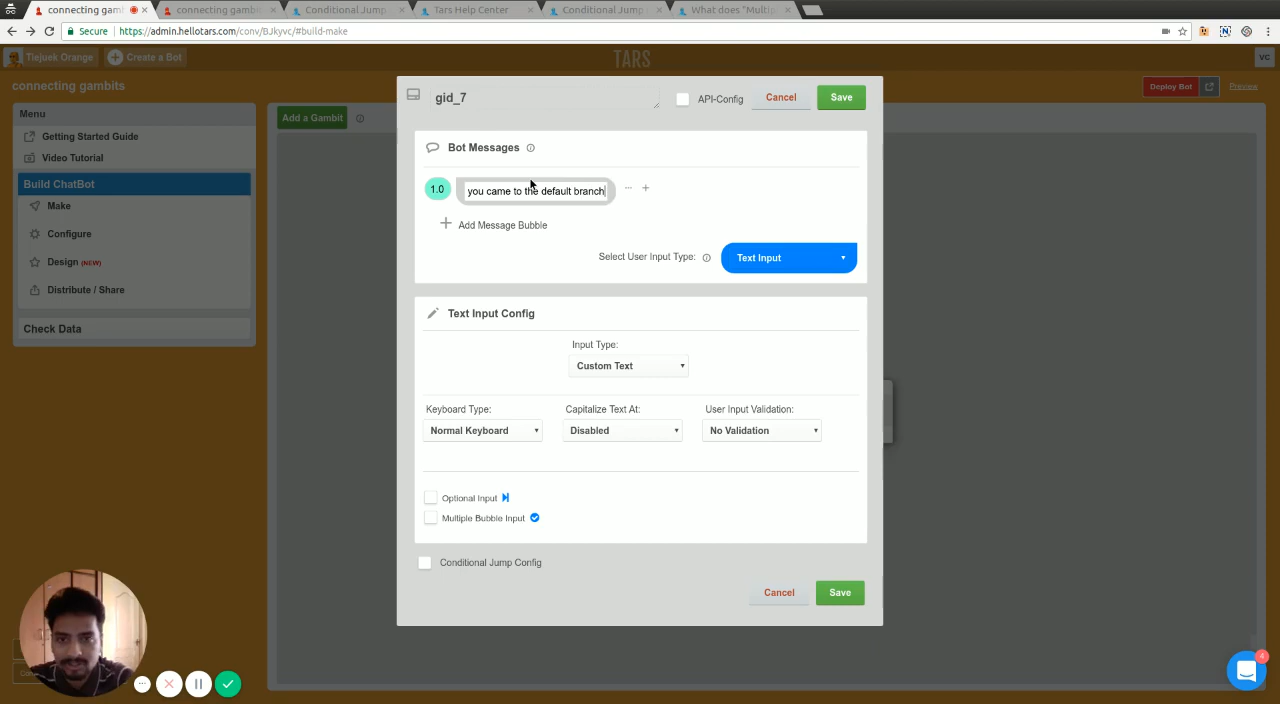 connecting gamb
connecting gambit
Conditional Jump
Tars Help Center
Conditional Jump
What does "Multip
Secure
https://admin.hellotars.com/conv/BJkyvc/#build-make
Tiejuek Orange
Create a Bot
TARS
VC
connecting gambits
Deploy Bot
Preview
Menu
Getting Started Guide
Video Tutorial
Build ChatBot
Make
Configure
Design (NEW)
Distribute / Share
Check Data
Add a Gambit
gid_7
API-Config
Cancel
Save
Bot Messages
1.0
you came to the default branch
Add Message Bubble
Select User Input Type:
Text Input
Text Input Config
Input Type:
Custom Text
Keyboard Type:
Capitalize Text At:
User Input Validation:
Normal Keyboard
Disabled
No Validation
Optional Input
Multiple Bubble Input
Conditional Jump Config
Cancel
Save
4